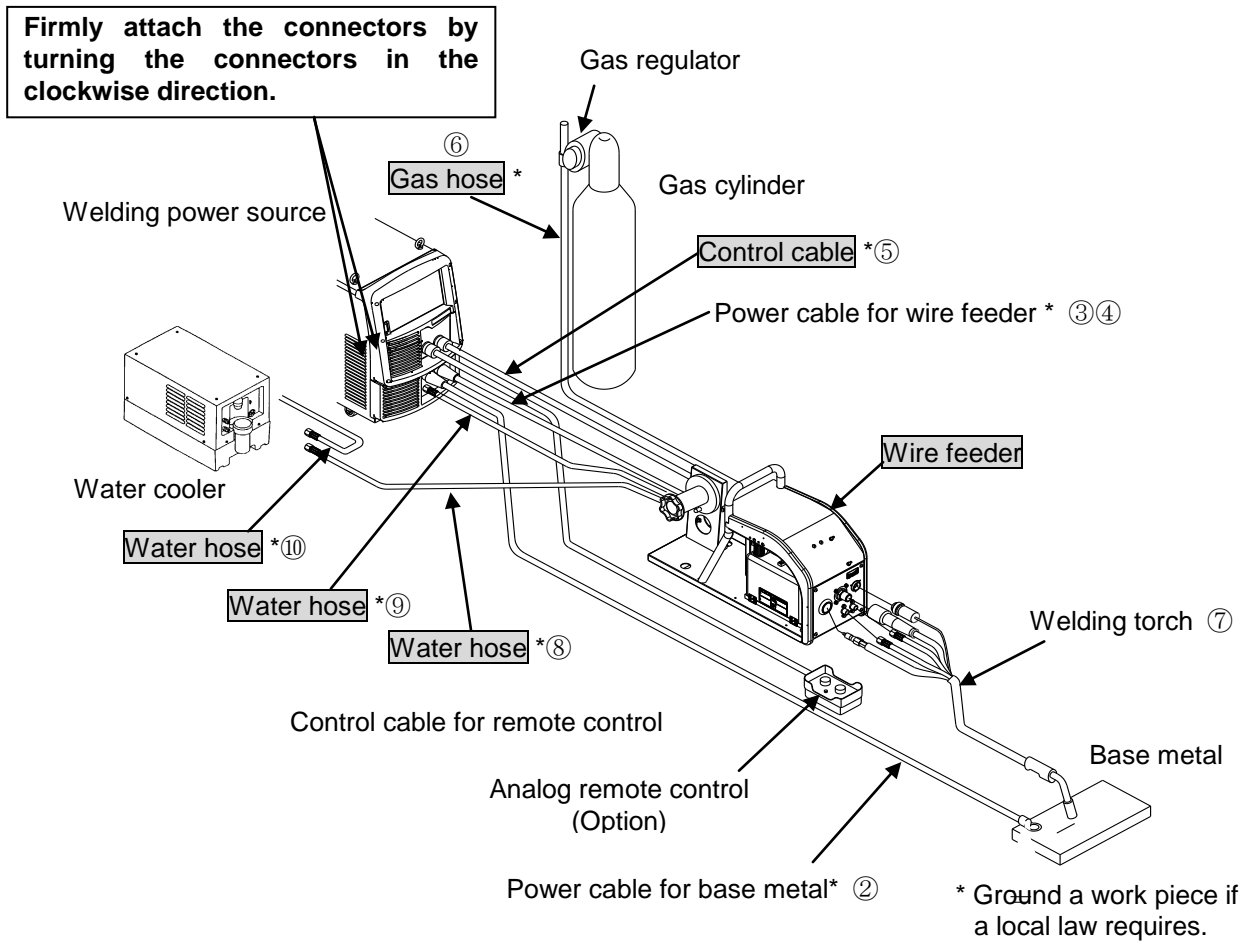 Firmly attach the connectors by
turning the connectors in the
clockwise direction.
Gas regulator
⑥
Gas hose *
Gas cylinder
Welding power source
Control cable *⑤
Power cable for wire feeder * ③④
Wire feeder
Water cooler
Water hose *⑩
Water hose *⑨
Water hose *⑧
Welding torch ⑦
Control cable for remote control
Base metal
Analog remote control
(Option)
Power cable for base metal* ②
* Ground a work piece if
a local law requires.